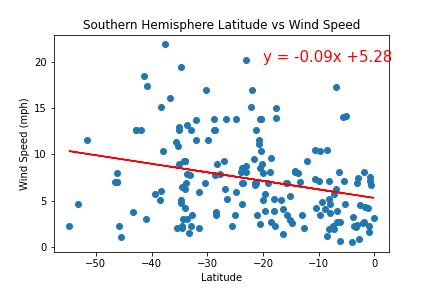 Southern Hemisphere Latitude vs Wind Speed
y = -0.09x +5.28
20
15
10
5
0
Wind Speed (mph)
−50 −40 −30 −20 −10 0
Latitude